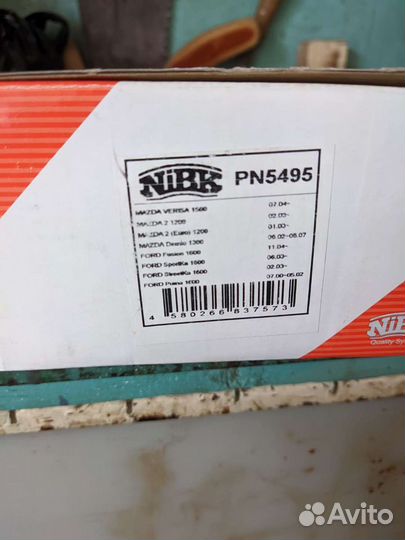 NiBK PN5495
MAZDA VERISA 1500 07.04-
MAZDA 2 1200 02.03-
MAZDA 2 (Euro) 1200 01.03-
MAZDA Demio 1300 08.02-08.07
FORD Fusion 1600 11.04-
FORD SportKa 1600 06.03-
FORD StreetKa 1600 02.03-
FORD Puma 1600 07.00-05.02
4 580266 837573
NiBK
Quality Sy
Avito